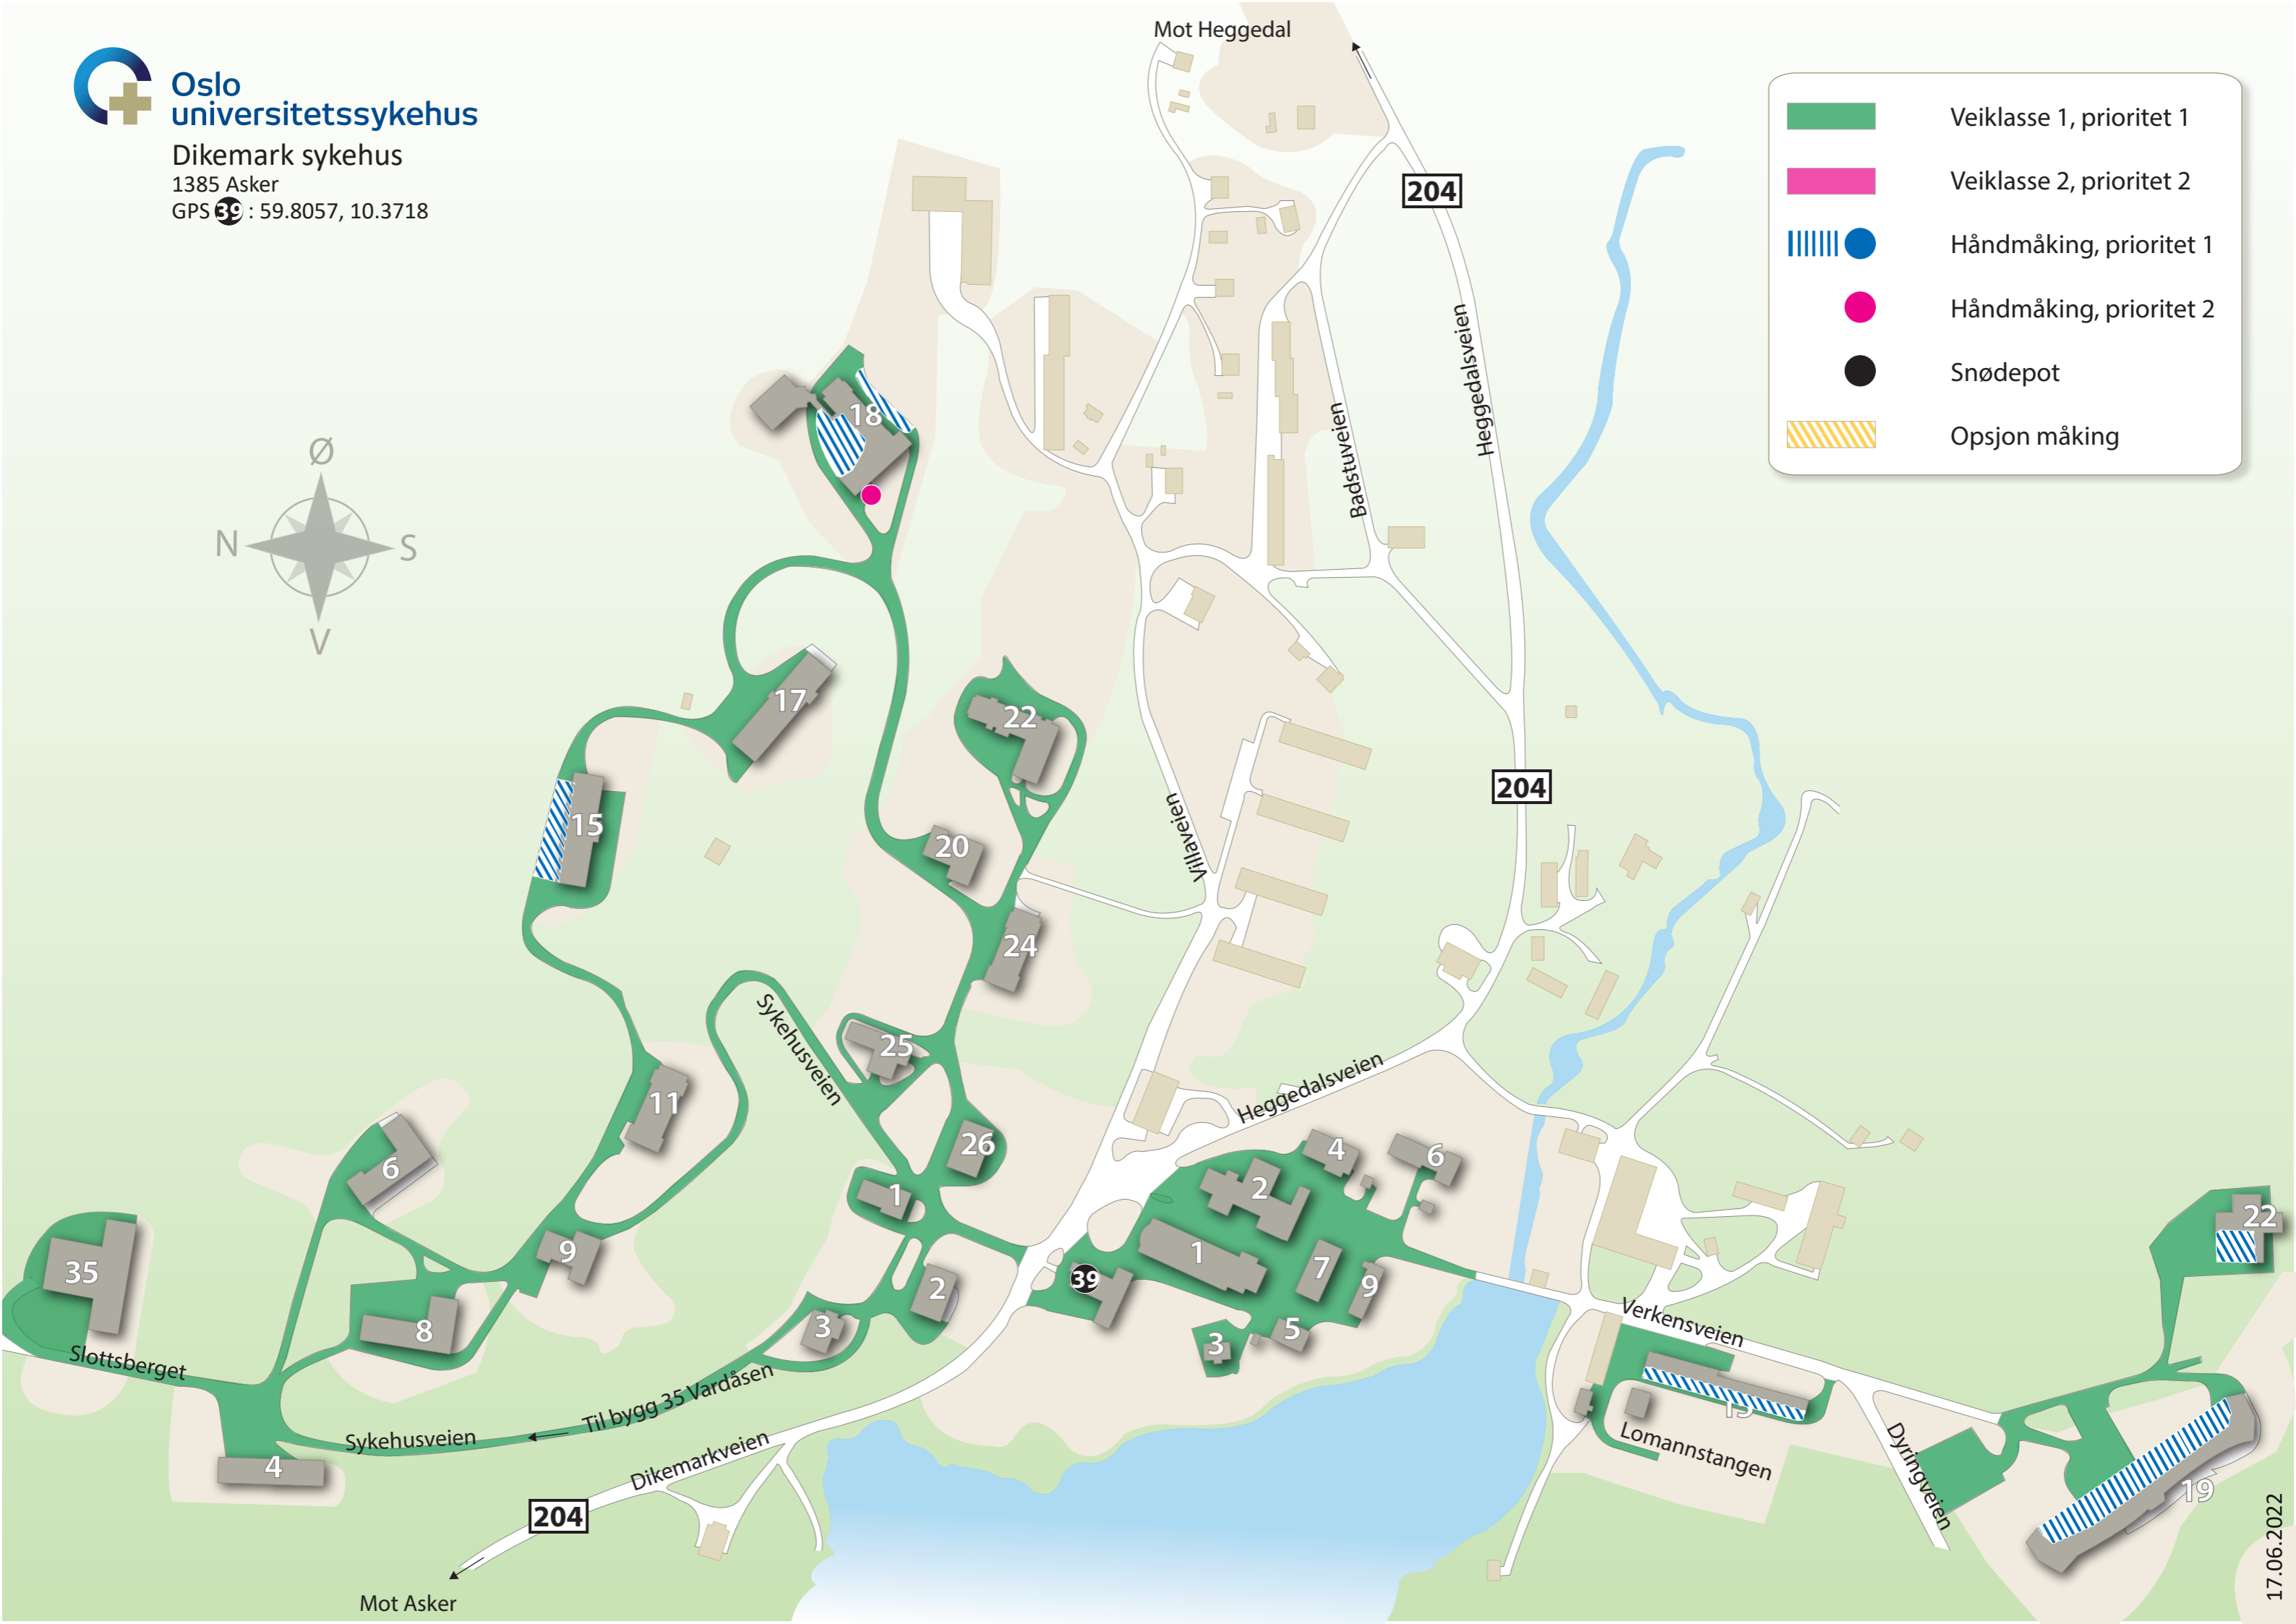 Oslo
universitetssykehus
Dikemark sykehus
1385 Asker
GPS 39 : 59.8057, 10.3718
Mot Heggedal
204
Veiklasse 1, prioritet 1
Veiklasse 2, prioritet 2
Håndmåking, prioritet 1
Håndmåking, prioritet 2
Snødepot
Opsjon måking
Ø
N
S
V
Heggedalsveien
Badstuveien
18
17
22
15
20
Villaveien
204
24
Sykehusveien
25
11
Heggedalsveien
26
4
6
6
2
1
22
9
1
7
35
39
2
9
8
3
5
3
Verkensveien
Slottsberget
Til bygg 35 Vardåsen
15
Lomannstangen
Sykehusveien
Dyringveien
4
Dikemarkveien
19
204
Mot Asker
17.06.2022